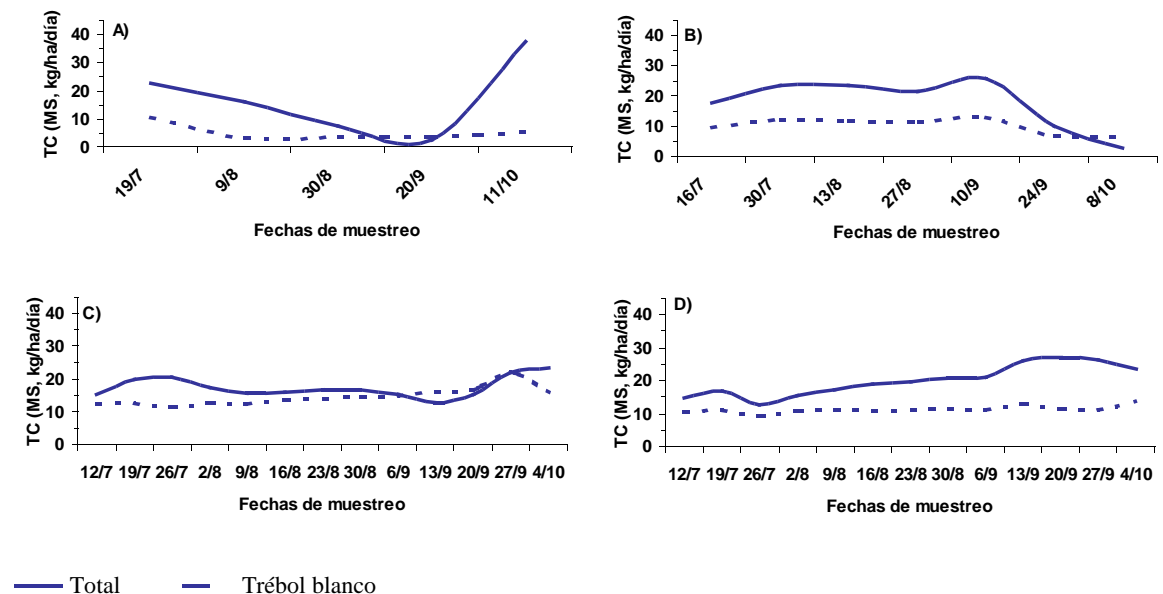 A)
TC (MS, kg/ha/día)
40
30
20
10
0
19/7 9/8 30/8 20/9 11/10
Fechas de muestreo
B)
TC (MS, kg/ha/día)
40
30
20
10
0
16/7 30/7 13/8 27/8 10/9 24/9 8/10
Fechas de muestreo
C)
TC (MS, kg/ha/día)
40
30
20
10
0
12/7 19/7 26/7 2/8 9/8 16/8 23/8 30/8 6/9 13/9 20/9 27/9 4/10
Fechas de muestreo
D)
TC (MS, kg/ha/día)
40
30
20
10
0
12/7 19/7 26/7 2/8 9/8 16/8 23/8 30/8 6/9 13/9 20/9 27/9 4/10
Fechas de muestreo
Total Trébol blanco